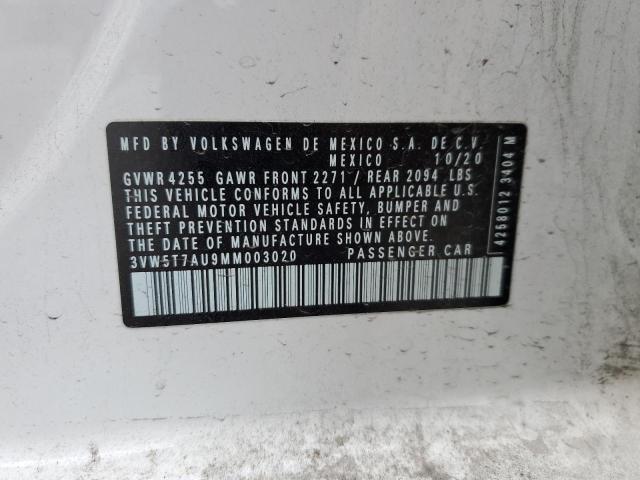 MFD BY VOLKSWAGEN DE MEXICO S.A. DE C.V.
MEXICO 10/20
GVWR 4255 GAWR FRONT 2271 / REAR 2094 LBS
THIS VEHICLE CONFORMS TO ALL APPLICABLE U.S.
FEDERAL MOTOR VEHICLE SAFETY, BUMPER AND
THEFT PREVENTION STANDARDS IN EFFECT ON
THE DATE OF MANUFACTURE SHOWN ABOVE.
3VW5T7AU9MM003020 PASSENGER CAR
4258012 3404 M